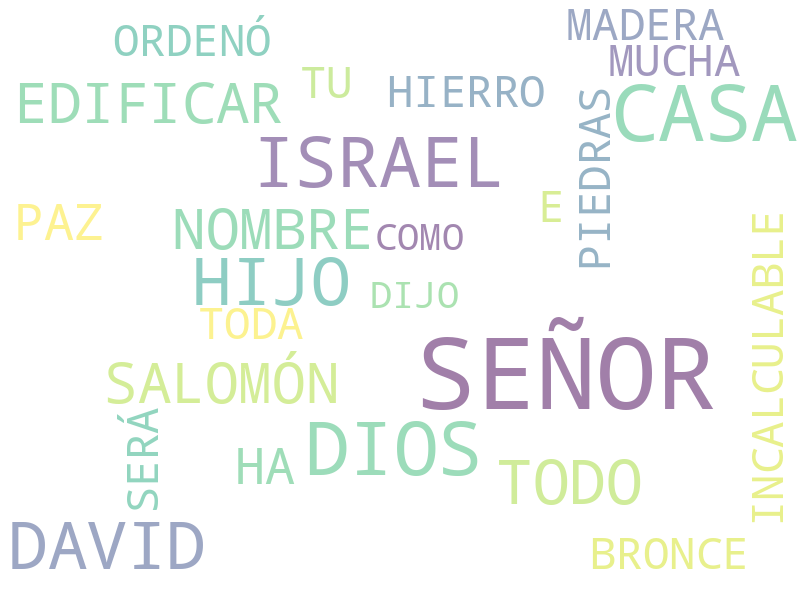 MADERA
ORDENÓ
MUCHA
TU
HIERRO
EDIFICAR
CASA
PIEDRAS
ISRAEL
PAZ
NOMBRE
COMO
E
HIJO
DIJO
TODA
INCALCULABLE
SEÑOR
SALOMÓN
SERÁ
HA
DIOS
TODO
DAVID
BRONCE